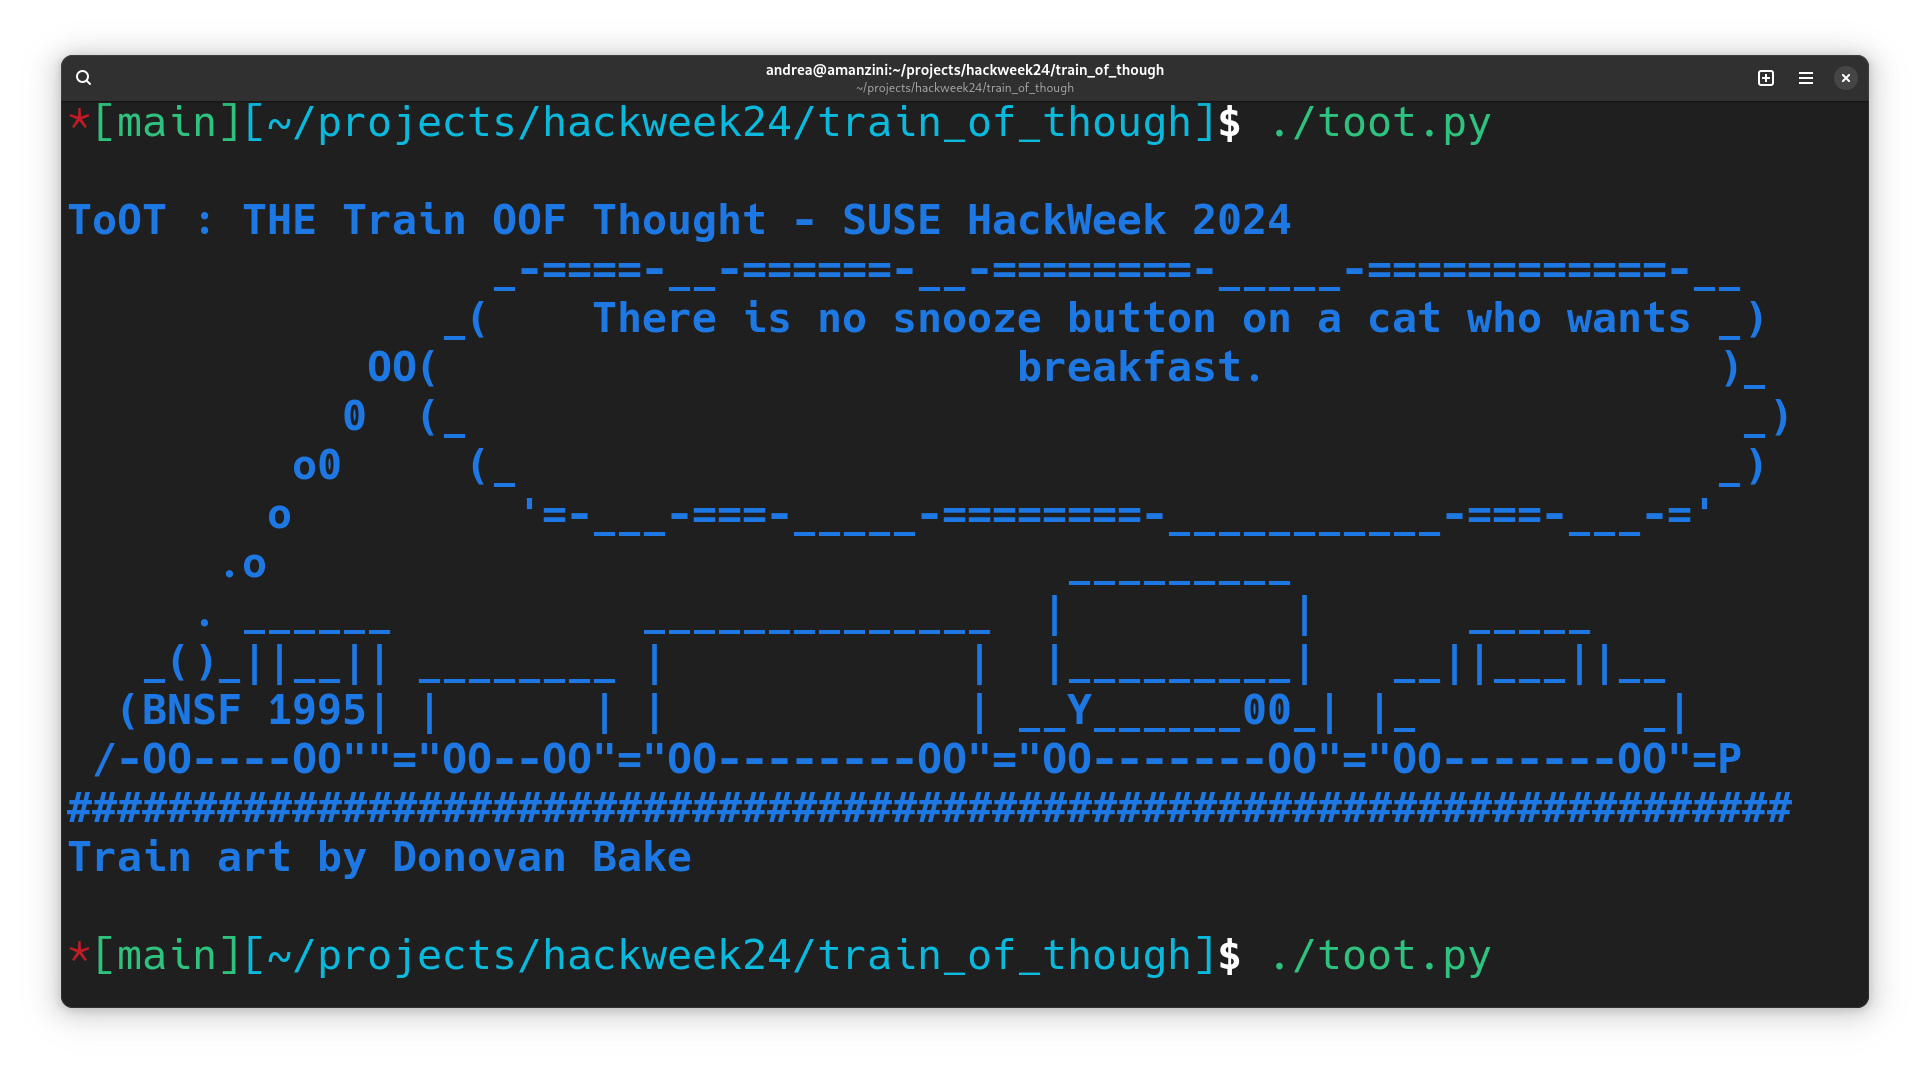 andrea@amanzini:~/projects/hackweek24/train_of_though
~/projects/hackweek24/train_of_though
*[main][~/projects/hackweek24/train_of_though]$ ./toot.py
ToOT : THE Train OOF Thought - SUSE HackWeek 2024
                 _-====-__-======-__-========-_____-============-__
               _(    There is no snooze button on a cat who wants _)
            OO(                       breakfast.                  )_
           0  (_                                                   _)
         o0     (_                                                _)
        o         '=-___-===-_____-========-___________-===-___-='
      .o                                _________
     . ______          ______________  |         |      _____
   _()_||__|| ________ |            |  |_________|   __||___||__
  (BNSF 1995| |      | |            | __Y______00_| |_         _|
 /-OO----OO""="OO--OO"="OO--------OO"="OO-------OO"="OO-------OO"=P
#####################################################################
Train art by Donovan Bake
*[main][~/projects/hackweek24/train_of_though]$ ./toot.py